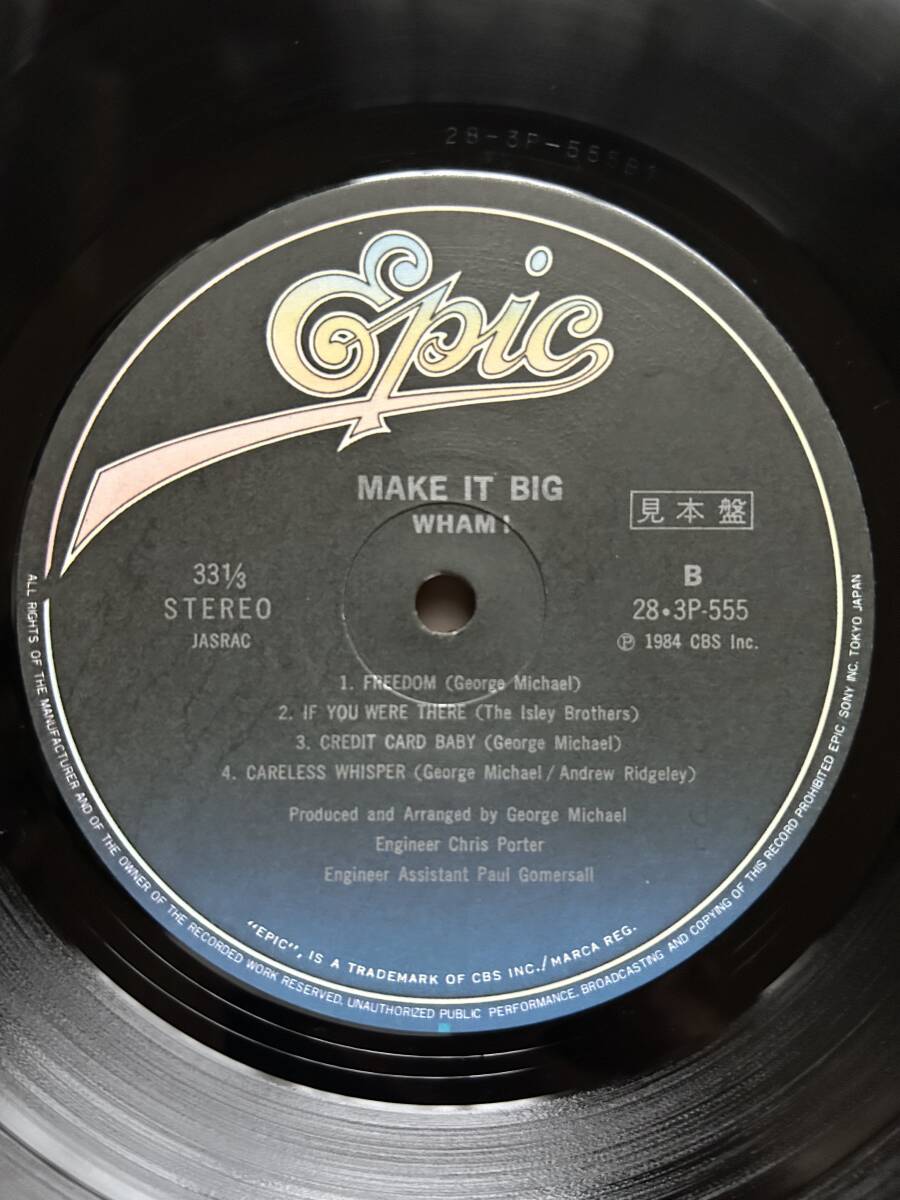 28-3P-555B1
Epic
MAKE IT BIG
WHAM!
見本盤
33⅓
STEREO
JASRAC
B
28•3P-555
℗ 1984 CBS Inc.
1. FREEDOM (George Michael)
2. IF YOU WERE THERE (The Isley Brothers)
3. CREDIT CARD BABY (George Michael)
4. CARELESS WHISPER (George Michael / Andrew Ridgeley)
Produced and Arranged by George Michael
Engineer Chris Porter
Engineer Assistant Paul Gomersall
"EPIC", IS A TRADEMARK OF CBS INC./MARCA REG.
ALL RIGHTS OF THE MANUFACTURER AND OF THE OWNER OF THE RECORDED WORK RESERVED. UNAUTHORIZED PUBLIC PERFORMANCE. BROADCASTING AND COPYING OF THIS RECORD PROHIBITED EPIC SONY INC. TOKYO JAPAN